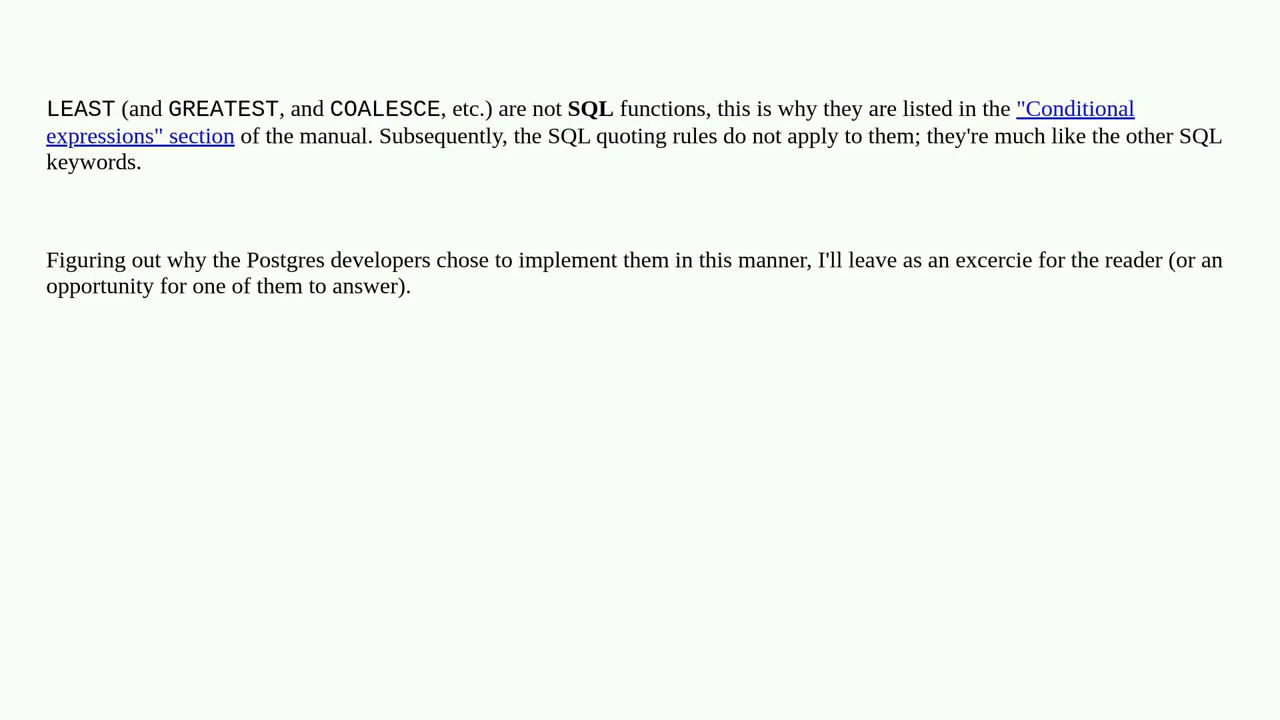 LEAST (and GREATEST, and COALESCE, etc.) are not SQL functions, this is why they are listed in the "Conditional
expressions" section of the manual. Subsequently, the SQL quoting rules do not apply to them; they're much like the other SQL
keywords.
Figuring out why the Postgres developers chose to implement them in this manner, I'll leave as an excercie for the reader (or an
opportunity for one of them to answer).